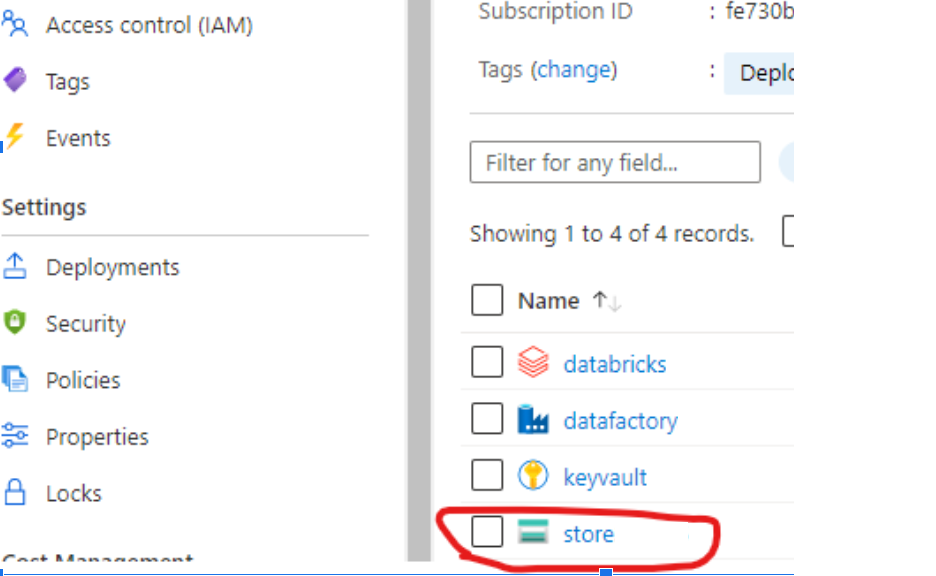 Access control (IAM)
Tags
Events
Settings
Deployments
Security
Policies
Properties
Locks
Cost Management
Subscription ID : fe730b
Tags (change) : Deplo
Filter for any field...
Showing 1 to 4 of 4 records.
Name ↑↓
databricks
datafactory
keyvault
store